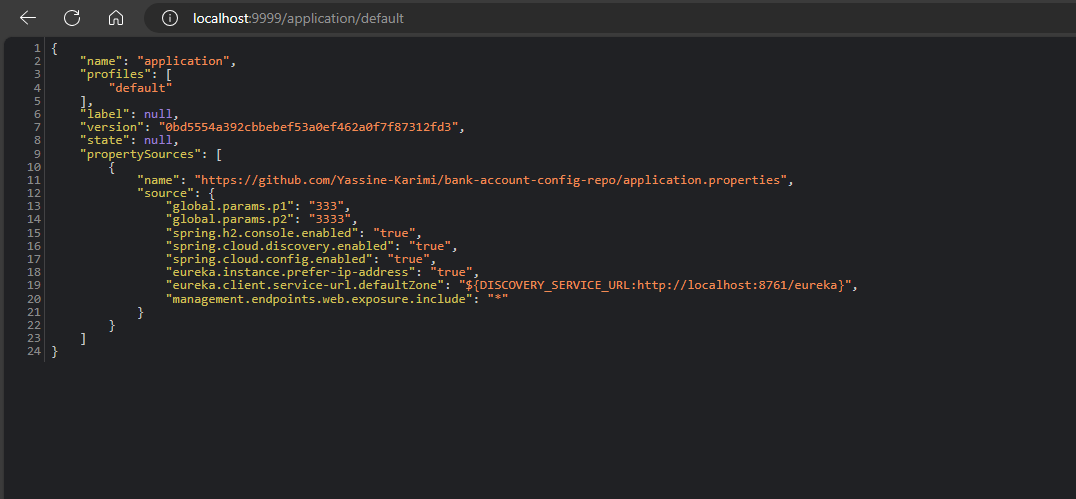 localhost:9999/application/default
1 {
2     "name": "application",
3     "profiles": [
4         "default"
5     ],
6     "label": null,
7     "version": "0bd5554a392cbbebef53a0ef462a0f7f87312fd3",
8     "state": null,
9     "propertySources": [
10         {
11             "name": "https://github.com/Yassine-Karimi/bank-account-config-repo/application.properties",
12             "source": {
13                 "global.params.p1": "333",
14                 "global.params.p2": "3333",
15                 "spring.h2.console.enabled": "true",
16                 "spring.cloud.discovery.enabled": "true",
17                 "spring.cloud.config.enabled": "true",
18                 "eureka.instance.prefer-ip-address": "true",
19                 "eureka.client.service-url.defaultZone": "${DISCOVERY_SERVICE_URL:http://localhost:8761/eureka}",
20                 "management.endpoints.web.exposure.include": "*"
21             }
22         }
23     ]
24 }